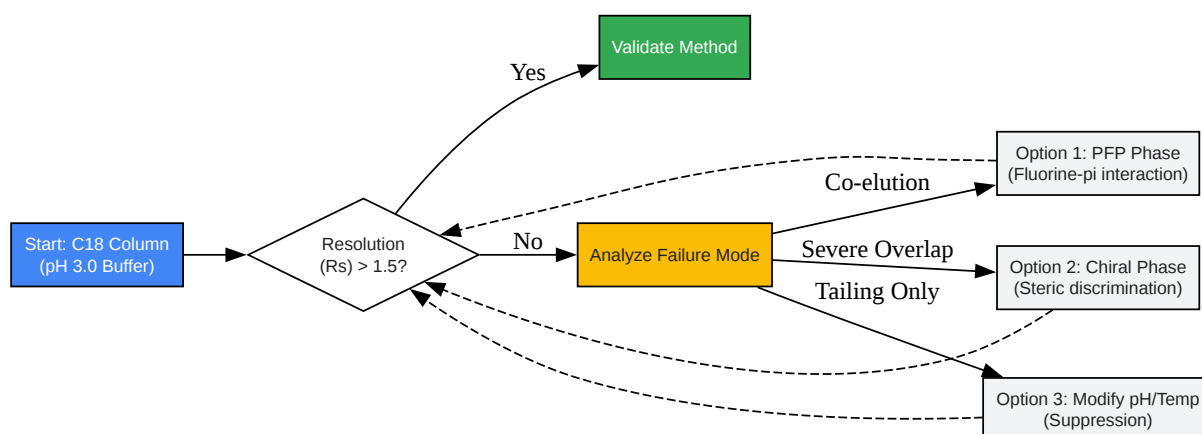 Validate Method
Yes
Option 1: PFP Phase
(Fluorine-pi interaction)
Co-elution
Start: C18 Column
(pH 3.0 Buffer)
Resolution
(Rs) > 1.5?
No
Analyze Failure Mode
Severe Overlap
Option 2: Chiral Phase
(Steric discrimination)
Tailing Only
Option 3: Modify pH/Temp
(Suppression)